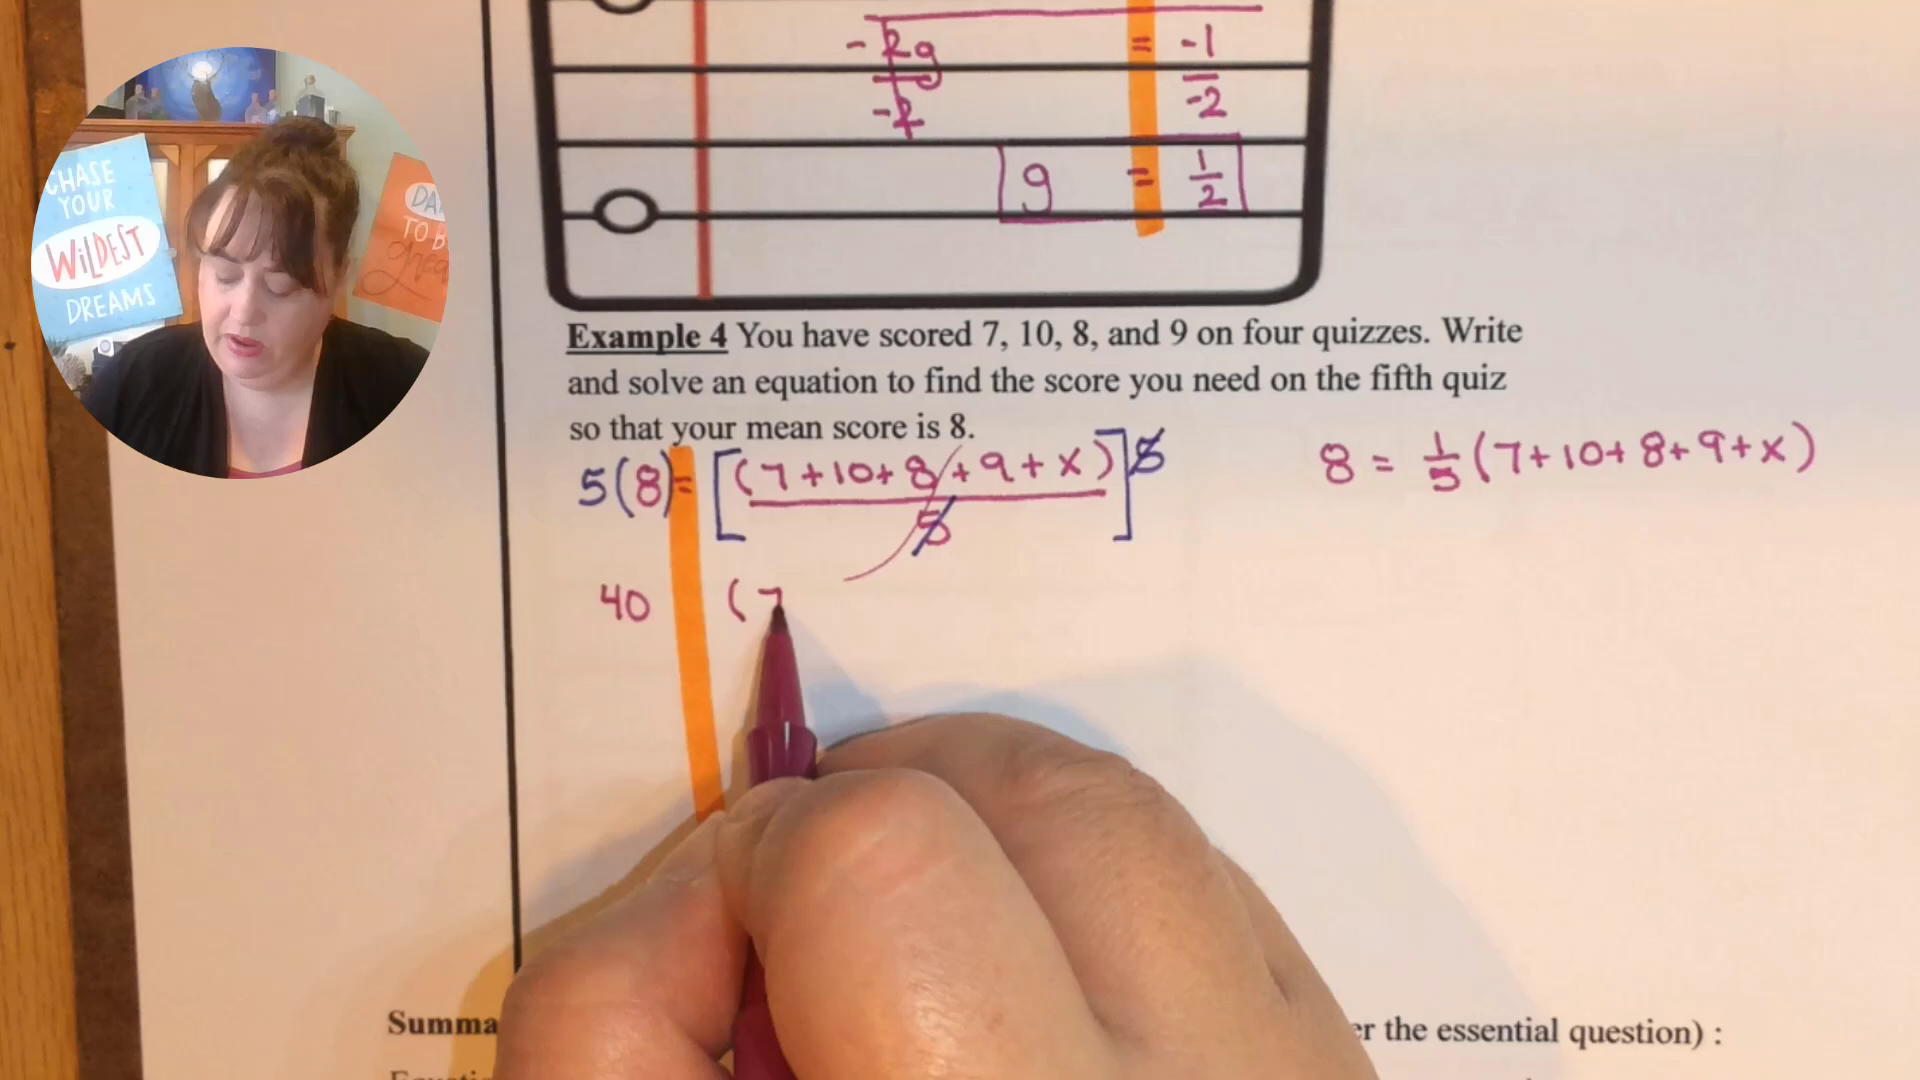 CHASE
YOUR
WiLDEST
DREAMS
TO B
-2g = -1
-2 -2
g = 1/2
Example 4 You have scored 7, 10, 8, and 9 on four quizzes. Write
and solve an equation to find the score you need on the fifth quiz
so that your mean score is 8.
5(8) = [(7+10+8+9+x)/5]5
8 = 1/5(7+10+8+9+x)
40 (7
Summa
er the essential question) :